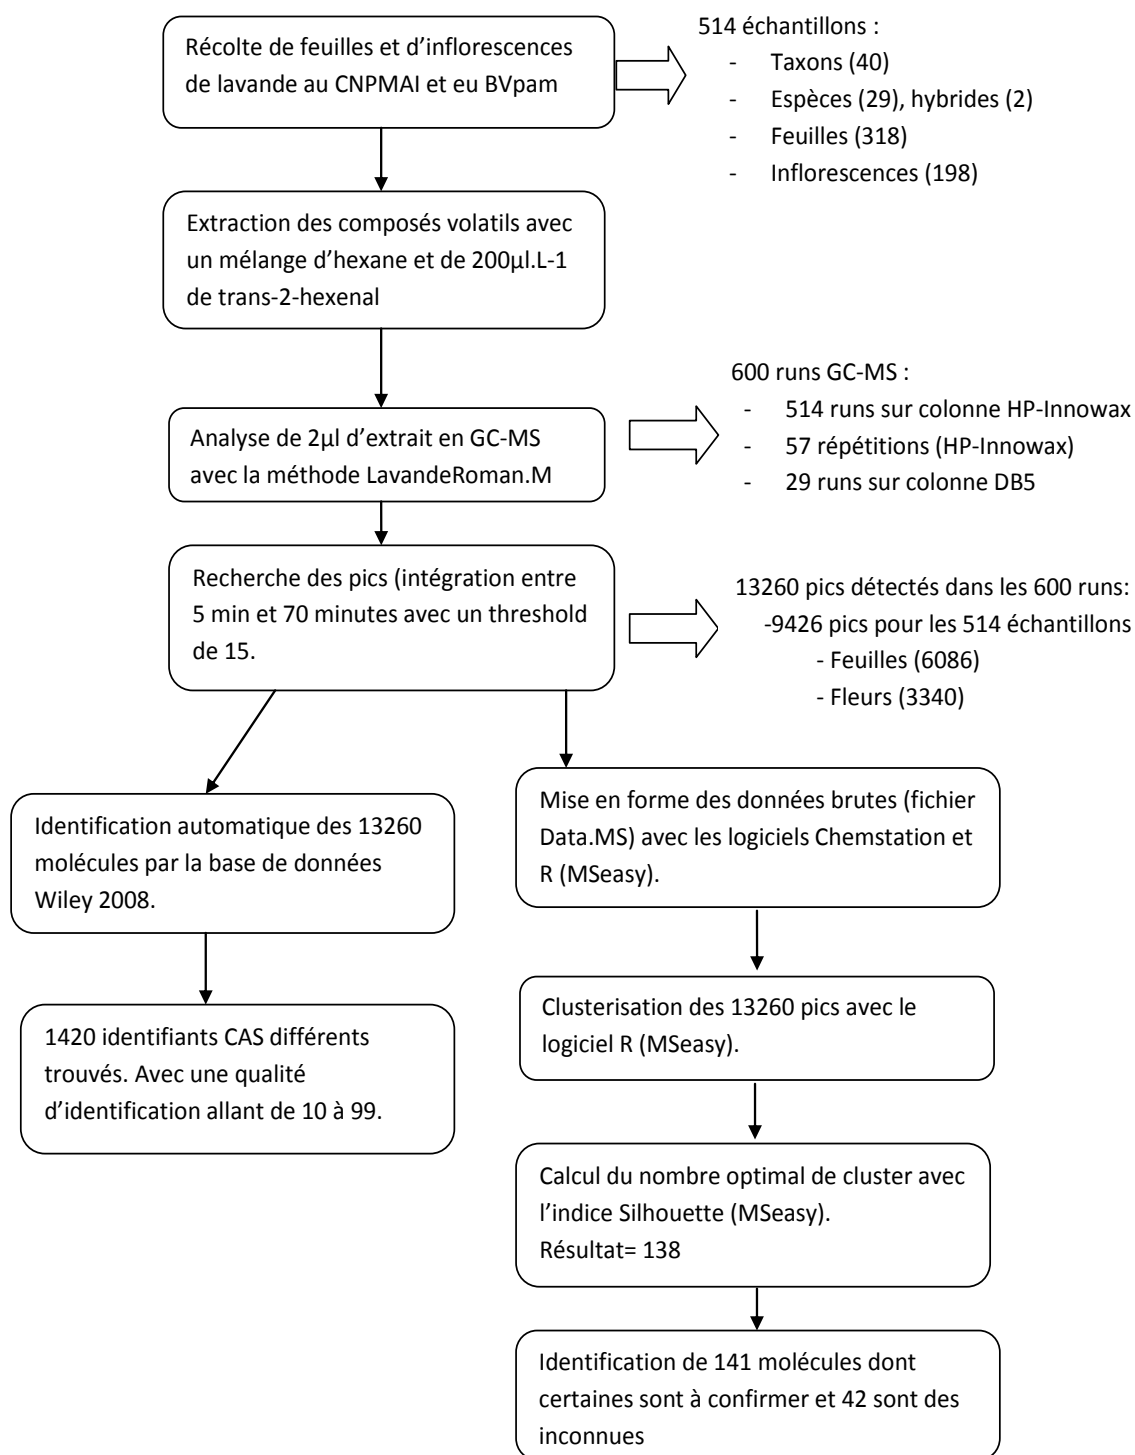 Récolte de feuilles et d'inflorescences
de lavande au CNPMAI et eu BVpam
514 échantillons :
- Taxons (40)
- Espèces (29), hybrides (2)
- Feuilles (318)
- Inflorescences (198)
Extraction des composés volatils avec
un mélange d'hexane et de 200µl.L-1
de trans-2-hexenal
Analyse de 2µl d'extrait en GC-MS
avec la méthode LavandeRoman.M
600 runs GC-MS :
- 514 runs sur colonne HP-Innowax
- 57 répétitions (HP-Innowax)
- 29 runs sur colonne DB5
Recherche des pics (intégration entre
5 min et 70 minutes avec un threshold
de 15.
13260 pics détectés dans les 600 runs:
-9426 pics pour les 514 échantillons
- Feuilles (6086)
- Fleurs (3340)
Identification automatique des 13260
molécules par la base de données
Wiley 2008.
1420 identifiants CAS différents
trouvés. Avec une qualité
d'identification allant de 10 à 99.
Mise en forme des données brutes (fichier
Data.MS) avec les logiciels Chemstation et
R (MSeasy).
Clusterisation des 13260 pics avec le
logiciel R (MSeasy).
Calcul du nombre optimal de cluster avec
l'indice Silhouette (MSeasy).
Résultat= 138
Identification de 141 molécules dont
certaines sont à confirmer et 42 sont des
inconnues